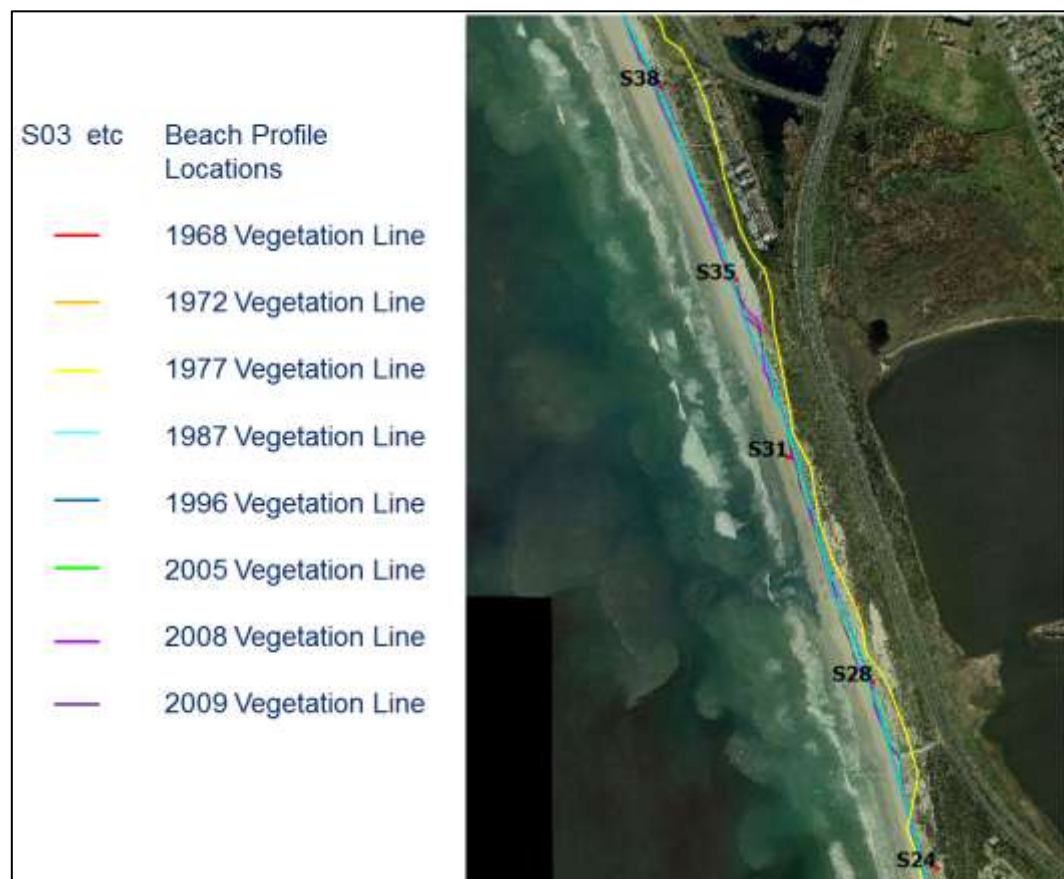 S03 etc Beach Profile
Locations
1968 Vegetation Line
1972 Vegetation Line
1977 Vegetation Line
1987 Vegetation Line
1996 Vegetation Line
2005 Vegetation Line
2008 Vegetation Line
2009 Vegetation Line
S38
S35
S31
S28
S24